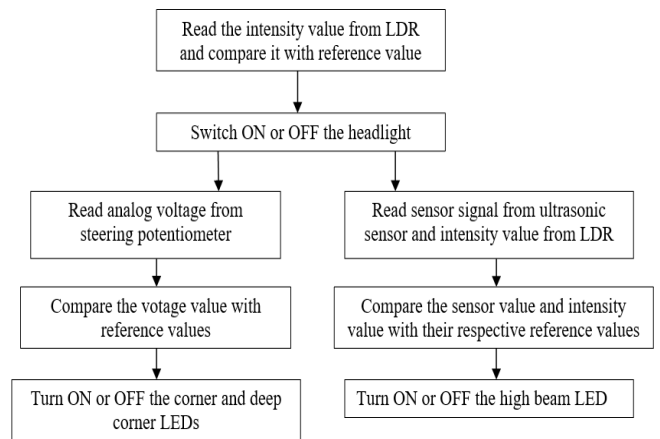 Read the intensity value from LDR
and compare it with reference value
Switch ON or OFF the headlight
Read analog voltage from
steering potentiometer
Compare the votage value with
reference values
Turn ON or OFF the corner and deep
corner LEDs
Read sensor signal from ultrasonic
sensor and intensity value from LDR
Compare the sensor value and intensity
value with their respective reference values
Turn ON or OFF the high beam LED